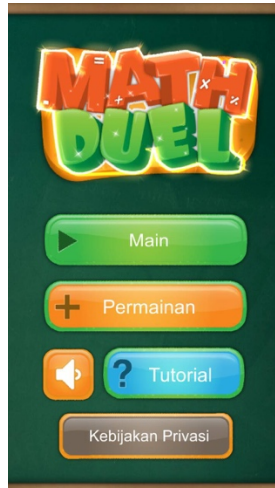 MATH
DUEL
Main
Permainan
? Tutorial
Kebijakan Privasi